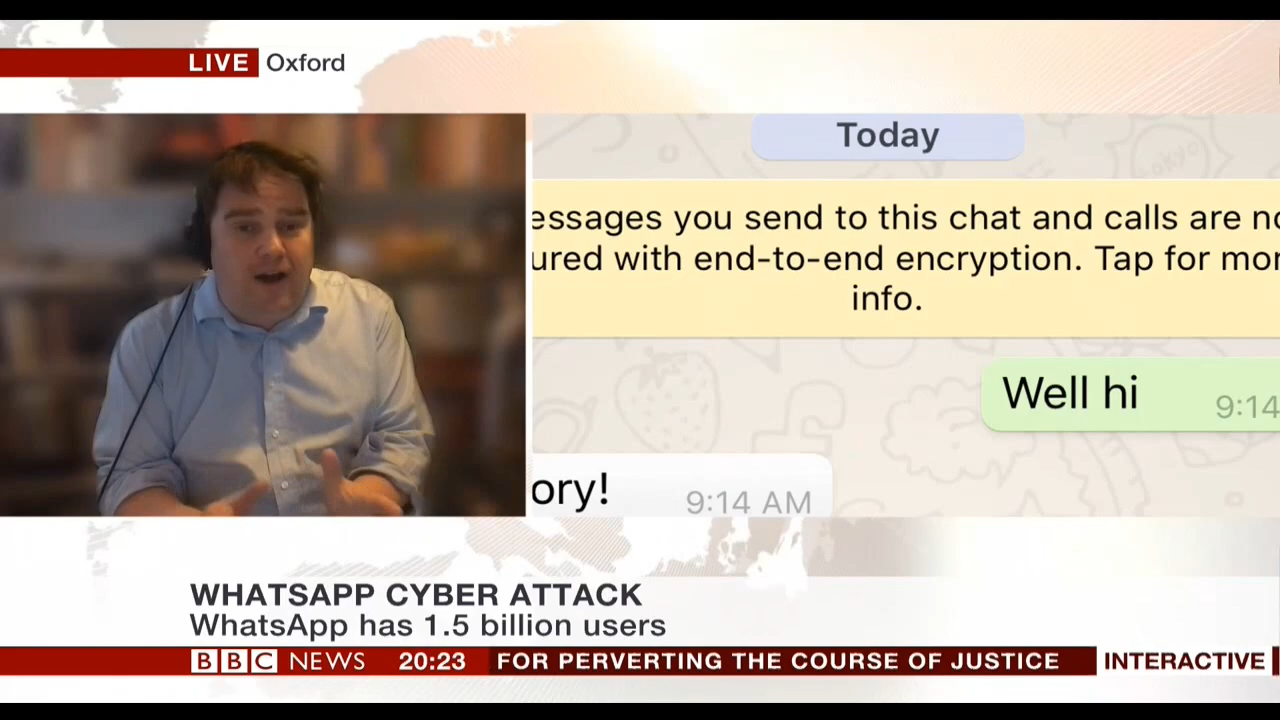 LIVE Oxford
Today
essages you send to this chat and calls are no
ured with end-to-end encryption. Tap for mor
info.
Well hi
9:14
ory!
9:14 AM
WHATSAPP CYBER ATTACK
WhatsApp has 1.5 billion users
BBC NEWS 20:23 FOR PERVERTING THE COURSE OF JUSTICE INTERACTIVE